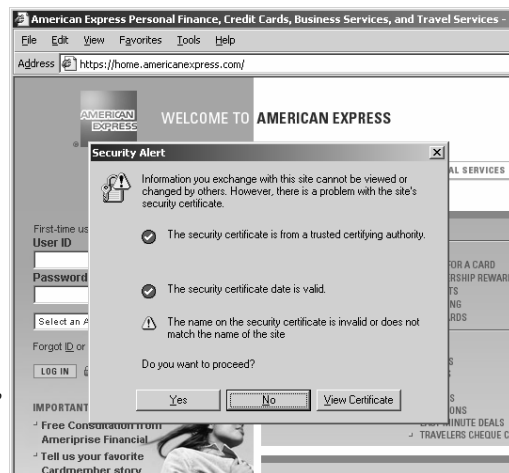 American Express Personal Finance, Credit Cards, Business Services, and Travel Services -
File Edit View Favorites Tools Help
Address https://home.americanexpress.com/
AMERICAN
EXPRESS
®
WELCOME TO AMERICAN EXPRESS
Security Alert
AL SERVICES
Information you exchange with this site cannot be viewed or
changed by others. However, there is a problem with the site's
security certificate.
First-time us
User ID
The security certificate is from a trusted certifying authority.
FOR A CARD
RSHIP REWAR
Password
TS
The security certificate date is valid.
NG
RDS
Select an A
The name on the security certificate is invalid or does not
match the name of the site
Forgot ID or
Do you want to proceed?
S
LOG IN
Yes No View Certificate
S
IMPORTANT
ONS
Free Consultation from
MINUTE DEALS
Ameriprise Financial
TRAVELERS CHEQUE C
Tell us your favorite
Cardmember story